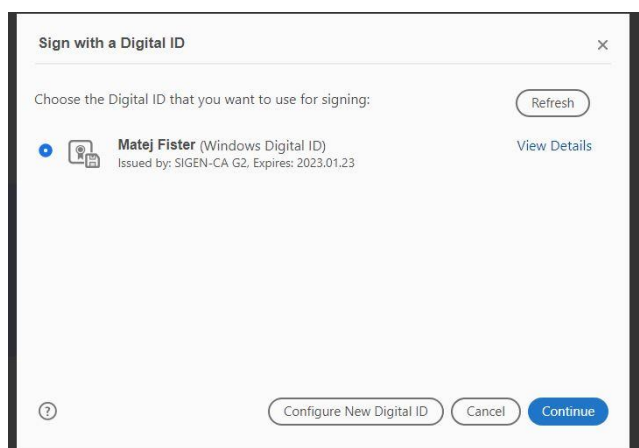 Sign with a Digital ID
Choose the Digital ID that you want to use for signing:
Refresh
Matej Fister (Windows Digital ID)
View Details
Issued by: SIGEN-CA G2, Expires: 2023.01.23
?
Configure New Digital ID
Cancel
Continue